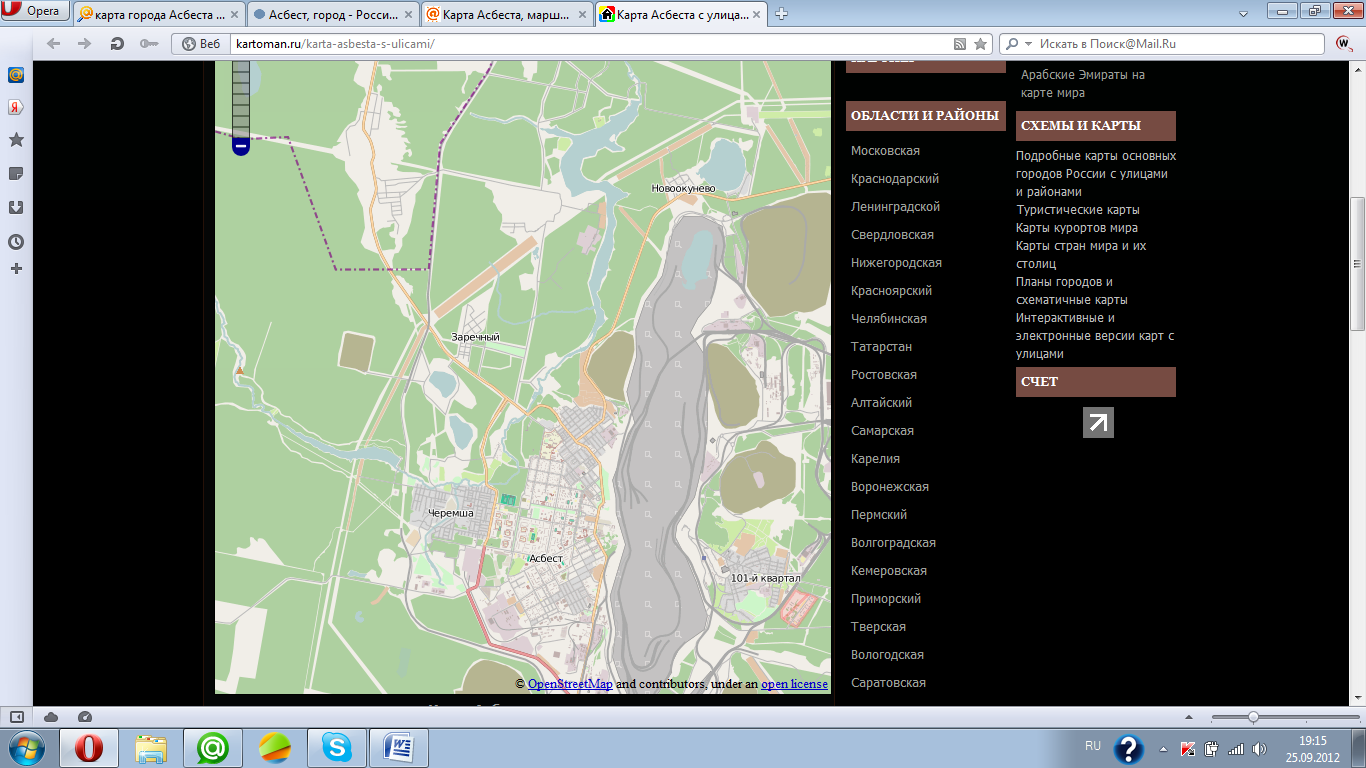 Opera
карта города Асбеста ...
Асбест, город - Росси...
Карта Асбеста, марш...
Карта Асбеста с улица...
Веб
kartoman.ru/karta-asbesta-s-ulicami/
Искать в Поиск@Mail.Ru
Новоокунево
Заречный
Черемша
Асбест
101-й квартал
© OpenStreetMap and contributors, under an open license
ОБЛАСТИ И РАЙОНЫ
Московская
Краснодарский
Ленинградской
Свердловская
Нижегородская
Красноярский
Челябинская
Татарстан
Ростовская
Алтайский
Самарская
Карелия
Воронежская
Пермский
Волгоградская
Кемеровская
Приморский
Тверская
Вологодская
Саратовская
Арабские Эмираты на
карте мира
СХЕМЫ И КАРТЫ
Подробные карты основных
городов России с улицами
и районами
Туристические карты
Карты курортов мира
Карты стран мира и их
столиц
Планы городов и
схематичные карты
Интерактивные и
электронные версии карт с
улицами
СЧЕТ
RU
19:15
25.09.2012